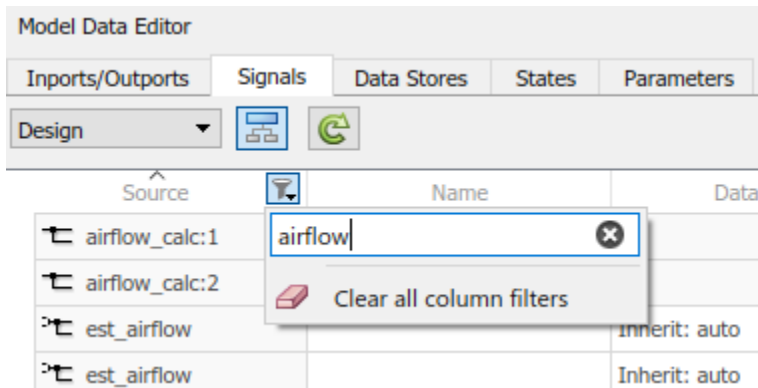 Model Data Editor
Inports/Outports Signals Data Stores States Parameters
Design
Source Name Data
airflow_calc:1 airflow
airflow_calc:2
Clear all column filters
est_airflow Inherit: auto
est_airflow Inherit: auto